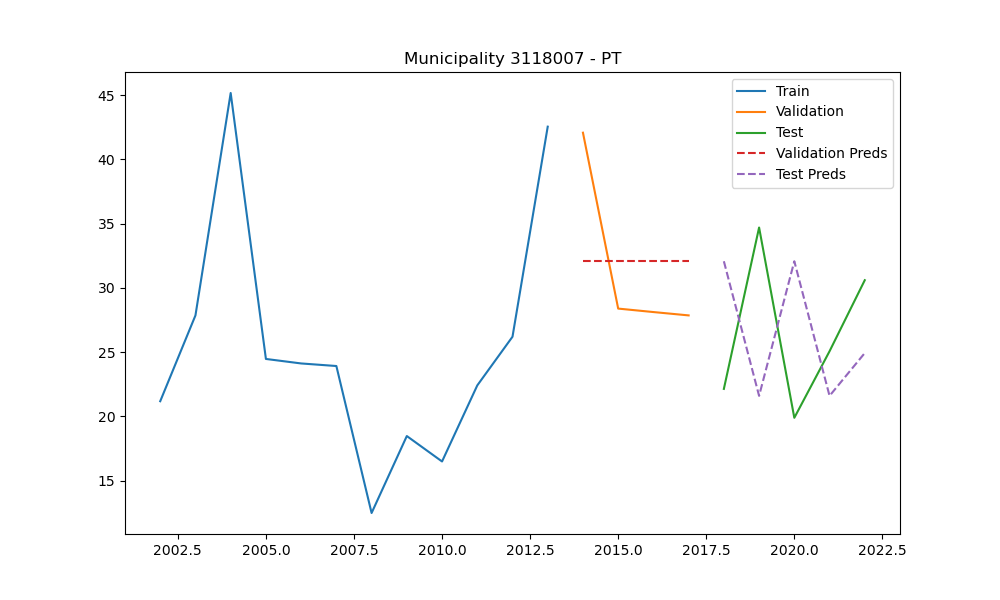 Municipality 3118007 - PT
Train
Validation
Test
Validation Preds
Test Preds
45
40
35
30
25
20
15
2002.5 2005.0 2007.5 2010.0 2012.5 2015.0 2017.5 2020.0 2022.5